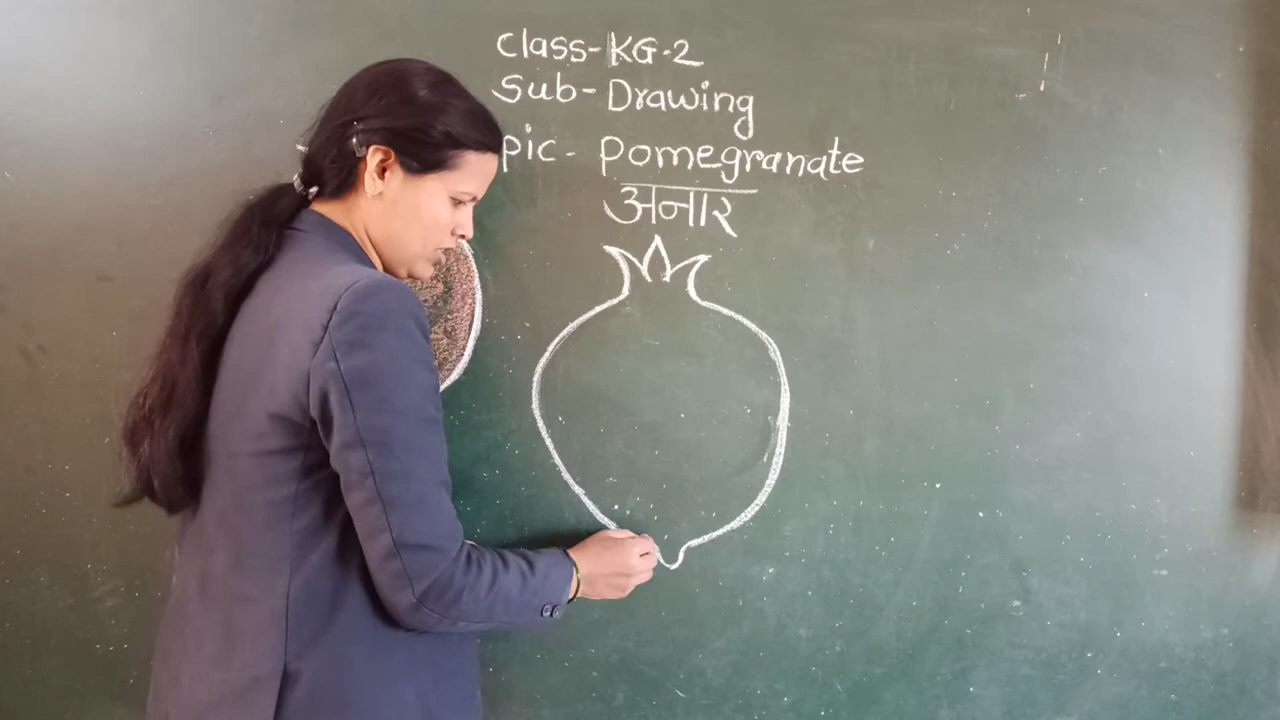 Class-KG-2
Sub-Drawing
pic- pomegranate
अनार